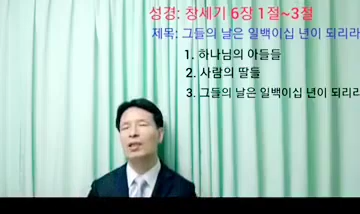 성경: 창세기 6장 1절~3절
제목: 그들의 날은 일백이십 년이 되리라
1. 하나님의 아들들
2. 사람의 딸들
3. 그들의 날은 일백이십 년이 되리라